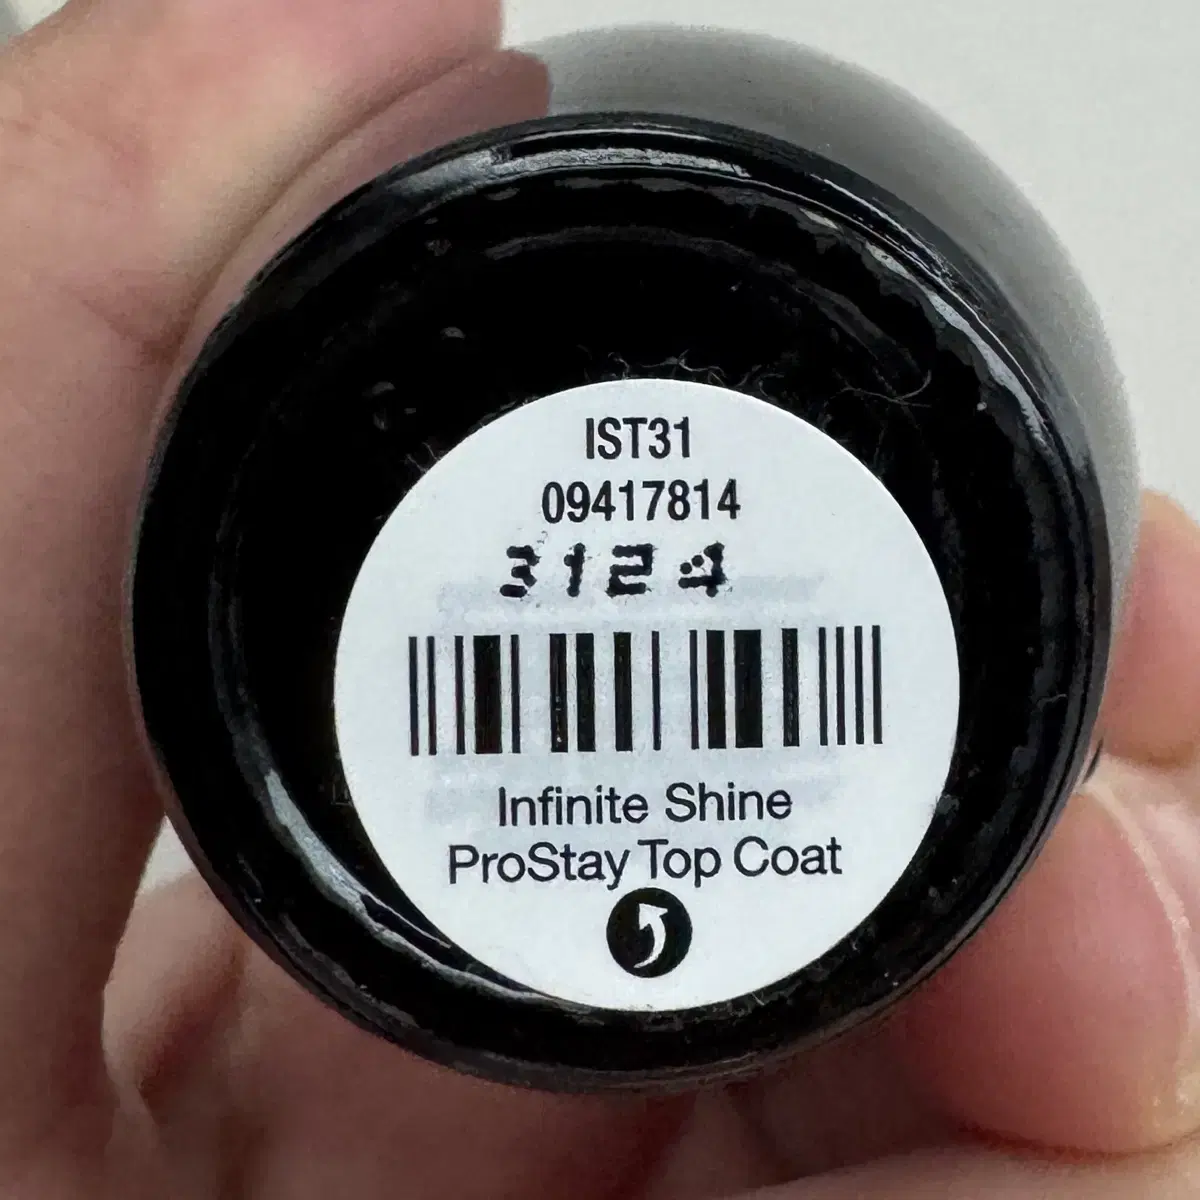 IST31
09417814
3124
Infinite Shine
ProStay Top Coat